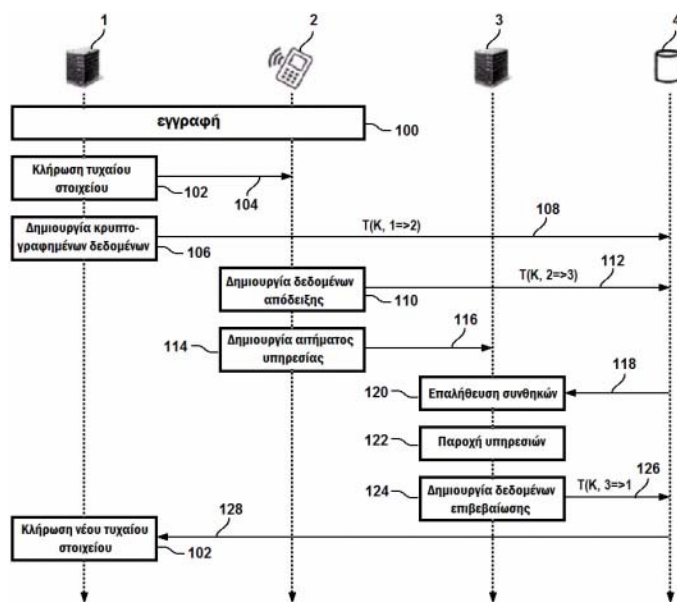 1
2
3
4
εγγραφή
100
Κλήρωση τυχαίου
στοιχείου
102
104
Δημιουργία κρυπτο-
γραφημένων δεδομένων
106
T(K, 1=>2)
108
Δημιουργία δεδομένων
απόδειξης
110
T(K, 2=>3)
112
114
Δημιουργία αιτήματος
υπηρεσίας
116
120
Επαλήθευση συνθηκών
118
122
Παροχή υπηρεσιών
124
Δημιουργία δεδομένων
επιβεβαίωσης
T(K, 3=>1
126
Κλήρωση νέου τυχαίου
στοιχείου
102
128